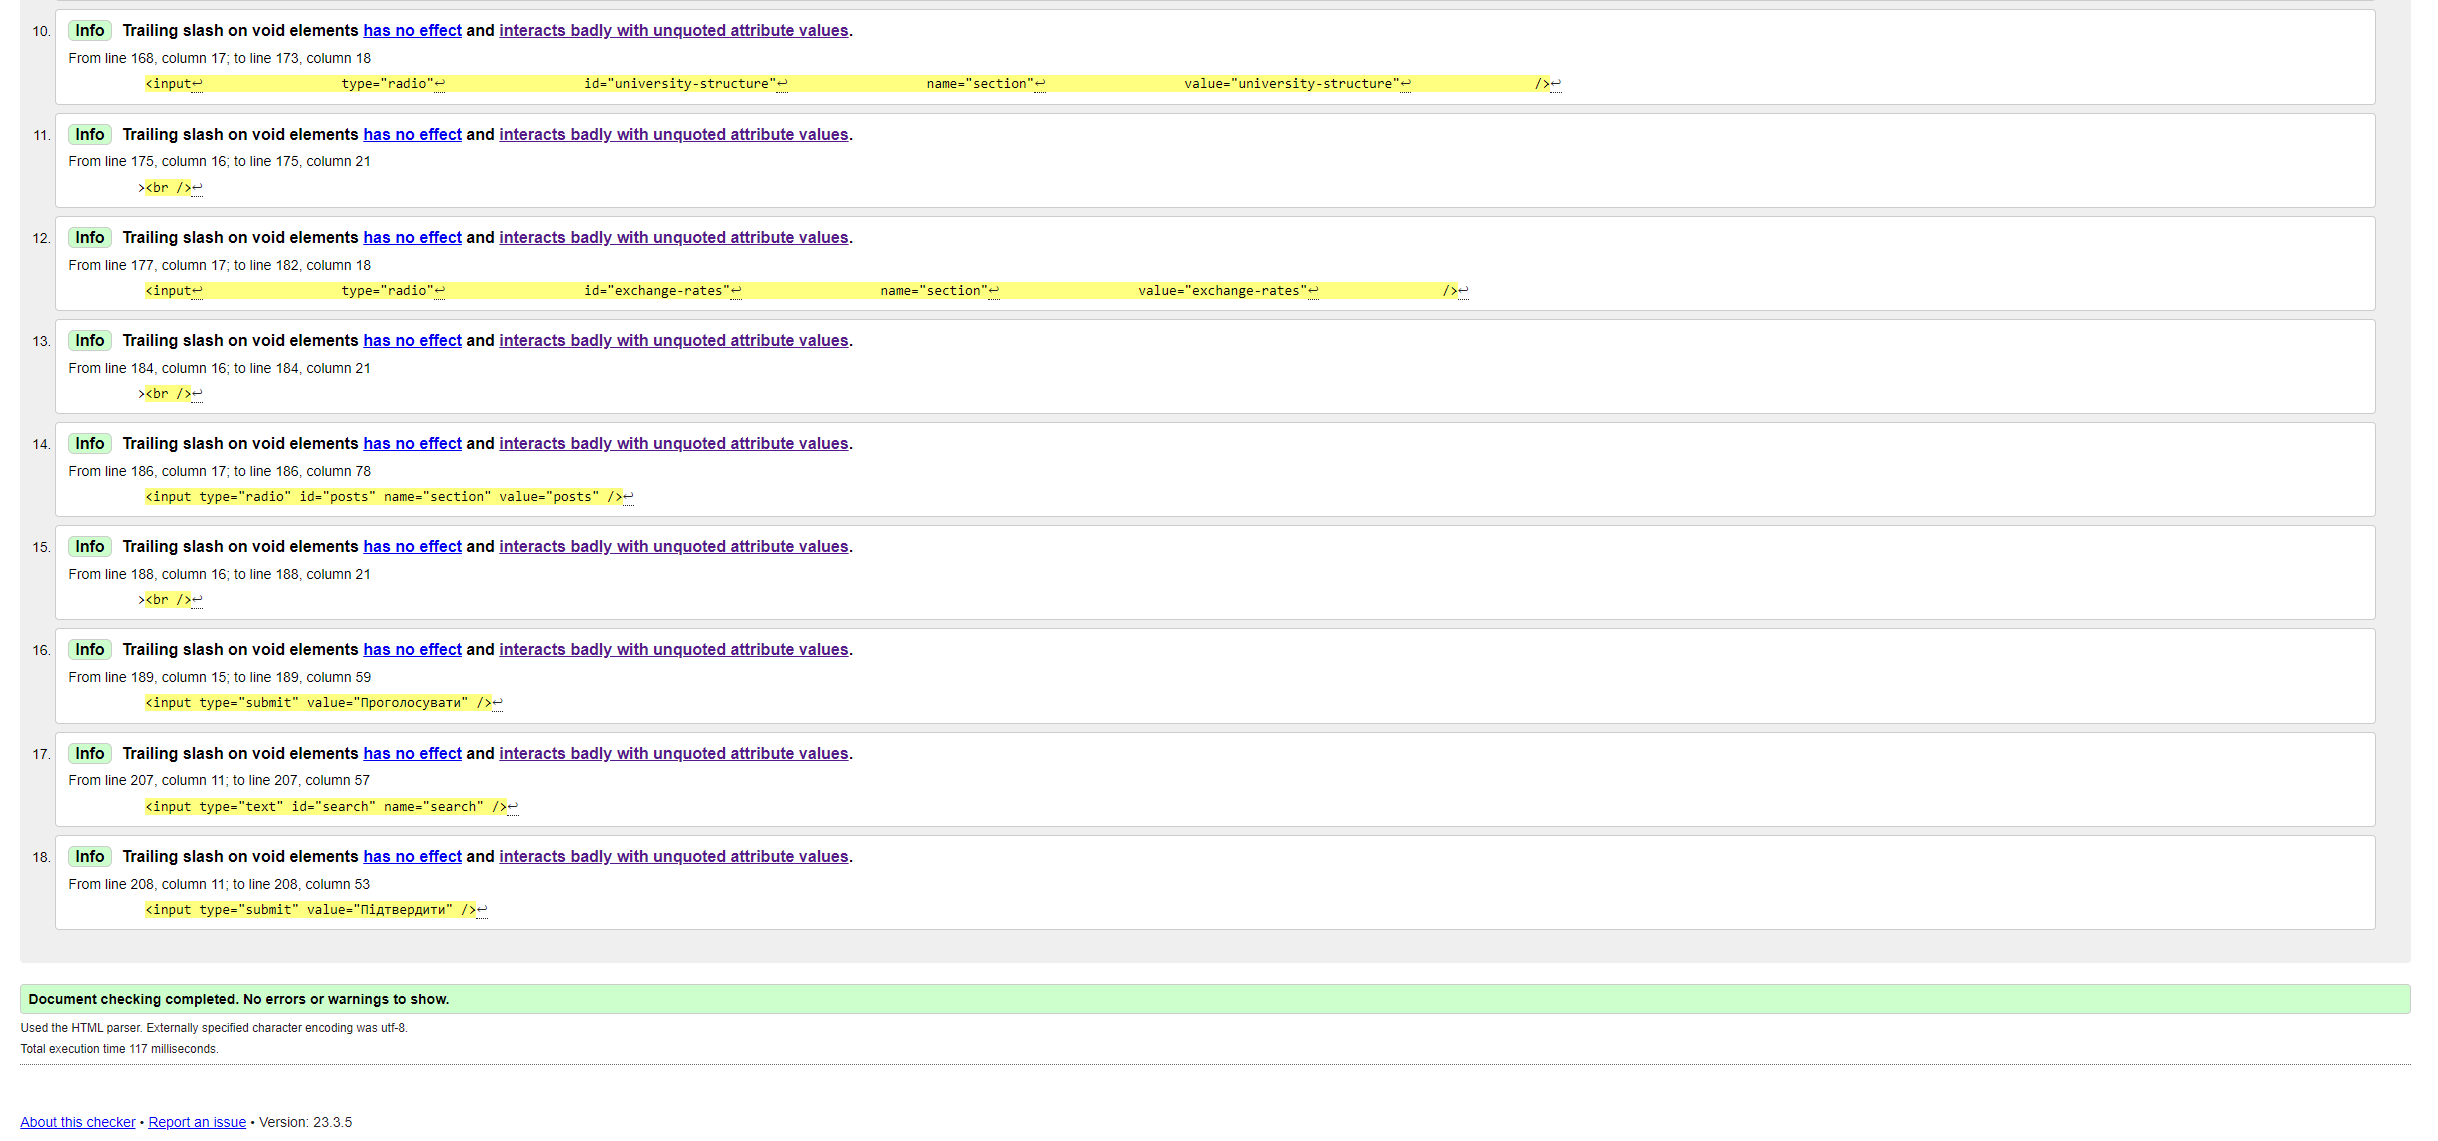 10. Info Trailing slash on void elements has no effect and interacts badly with unquoted attribute values.
From line 168, column 17; to line 173, column 18
<input↩ type="radio"↩ id="university-structure"↩ name="section"↩ value="university-structure"↩ />↩
11. Info Trailing slash on void elements has no effect and interacts badly with unquoted attribute values.
From line 175, column 16; to line 175, column 21
><br />↩
12. Info Trailing slash on void elements has no effect and interacts badly with unquoted attribute values.
From line 177, column 17; to line 182, column 18
<input↩ type="radio"↩ id="exchange-rates"↩ name="section"↩ value="exchange-rates"↩ />↩
13. Info Trailing slash on void elements has no effect and interacts badly with unquoted attribute values.
From line 184, column 16; to line 184, column 21
><br />↩
14. Info Trailing slash on void elements has no effect and interacts badly with unquoted attribute values.
From line 186, column 17; to line 186, column 78
<input type="radio" id="posts" name="section" value="posts" />↩
15. Info Trailing slash on void elements has no effect and interacts badly with unquoted attribute values.
From line 188, column 16; to line 188, column 21
><br />↩
16. Info Trailing slash on void elements has no effect and interacts badly with unquoted attribute values.
From line 189, column 15; to line 189, column 59
<input type="submit" value="Проголосувати" />↩
17. Info Trailing slash on void elements has no effect and interacts badly with unquoted attribute values.
From line 207, column 11; to line 207, column 57
<input type="text" id="search" name="search" />↩
18. Info Trailing slash on void elements has no effect and interacts badly with unquoted attribute values.
From line 208, column 11; to line 208, column 53
<input type="submit" value="Підтвердити" />↩
Document checking completed. No errors or warnings to show.
Used the HTML parser. Externally specified character encoding was utf-8.
Total execution time 117 milliseconds.
About this checker • Report an issue • Version: 23.3.5